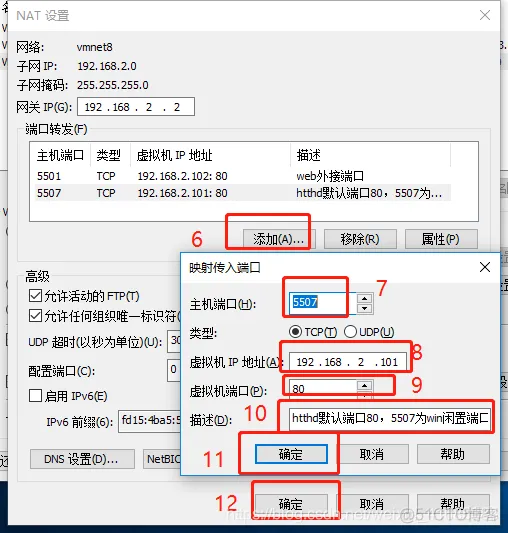 NAT 设置
网络: vmnet8
子网 IP: 192.168.2.0
子网掩码: 255.255.255.0
网关 IP(G): 192 . 168 . 2 . 2
端口转发(F)
主机端口 类型 虚拟机 IP 地址 描述
5501 TCP 192.168.2.102: 80 web外接端口
5507 TCP 192.168.2.101: 80 htthd默认端口80，5507为...
6
添加(A)... 移除(R) 属性(P)
高级
允许活动的 FTP(T)
允许任何组织唯一标识符(
UDP 超时(以秒为单位)(U): 30
配置端口(C): 0
启用 IPv6(E)
IPv6 前缀(6): fd15:4ba5:5
DNS 设置(D)... NetBIO
映射传入端口
主机端口(H): 5507
7
类型: TCP(T) UDP(U)
虚拟机 IP 地址(A): 192 . 168 . 2 . 101
8
虚拟机端口(P): 80
9
10
描述(D): htthd默认端口80，5507为win闲置端口
11
确定 取消 帮助
12
确定 取消 帮助
@51CTO博客